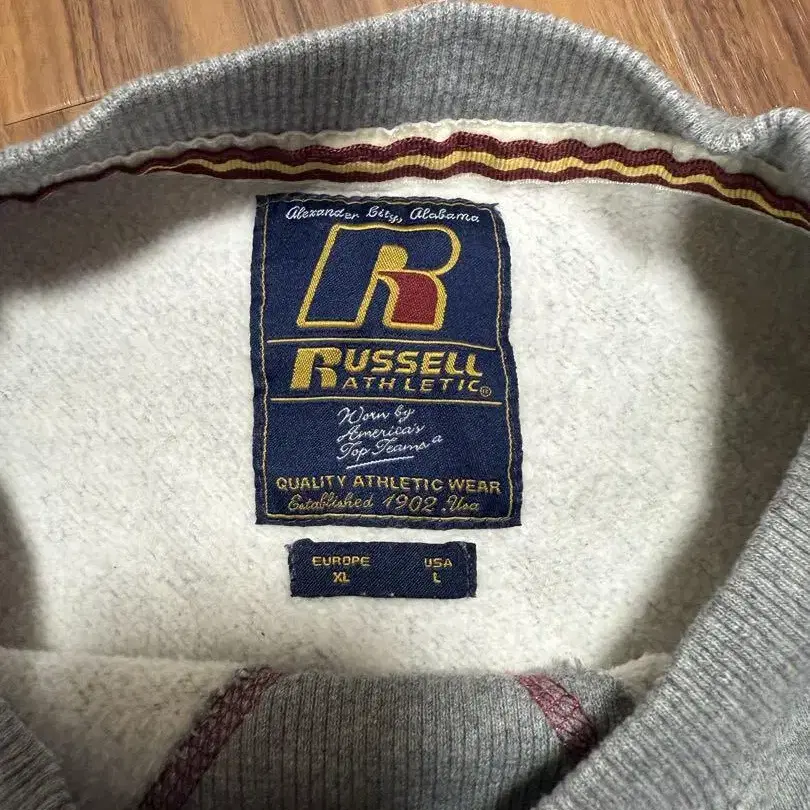 Alexander City, Alabama.
R
RUSSELL
ATHLETIC®
Worn by
America's
Top Teams
QUALITY ATHLETIC WEAR
Established 1902. Usa
EUROPE USA
XL L